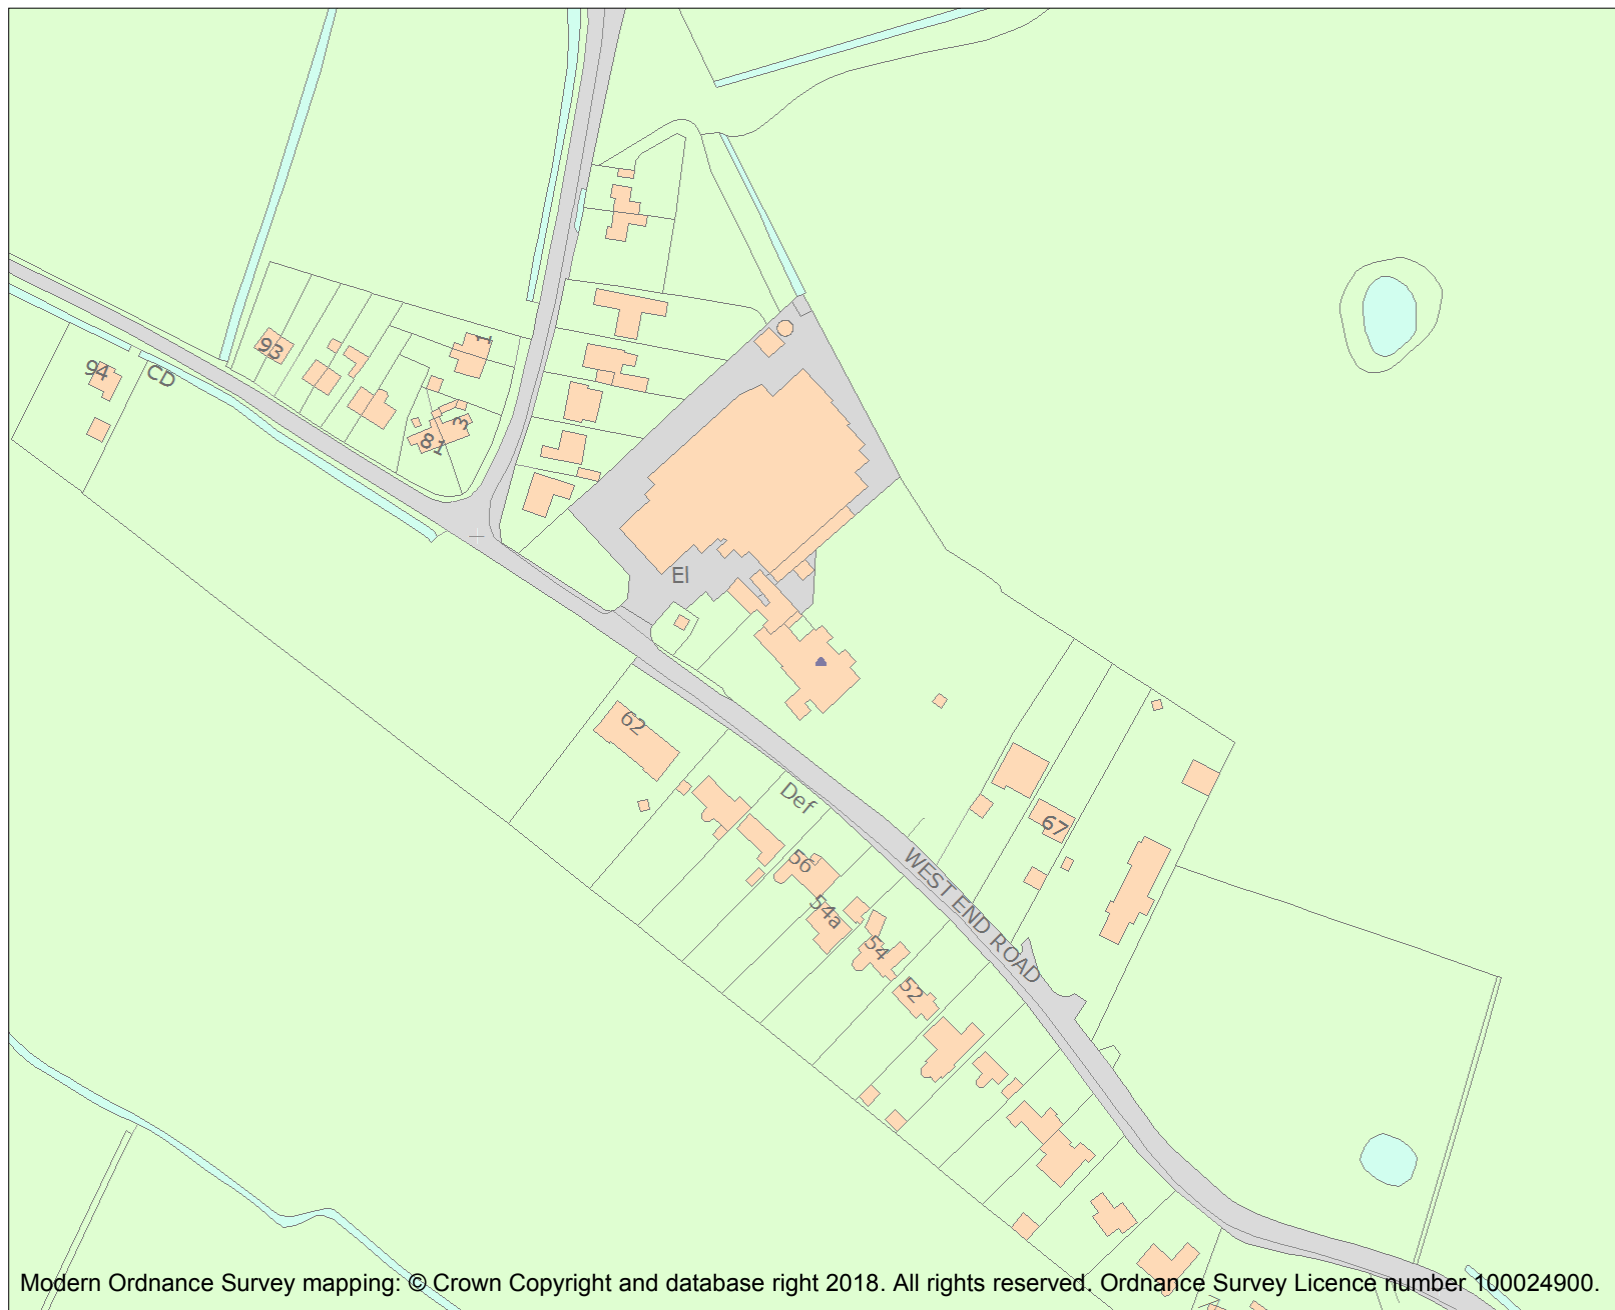 1
93
94
CD
3
81
El
62
Def
67
56
WEST END ROAD
54a
54
52
Modern Ordnance Survey mapping: © Crown Copyright and database right 2018. All rights reserved. Ordnance Survey Licence number 100024900.